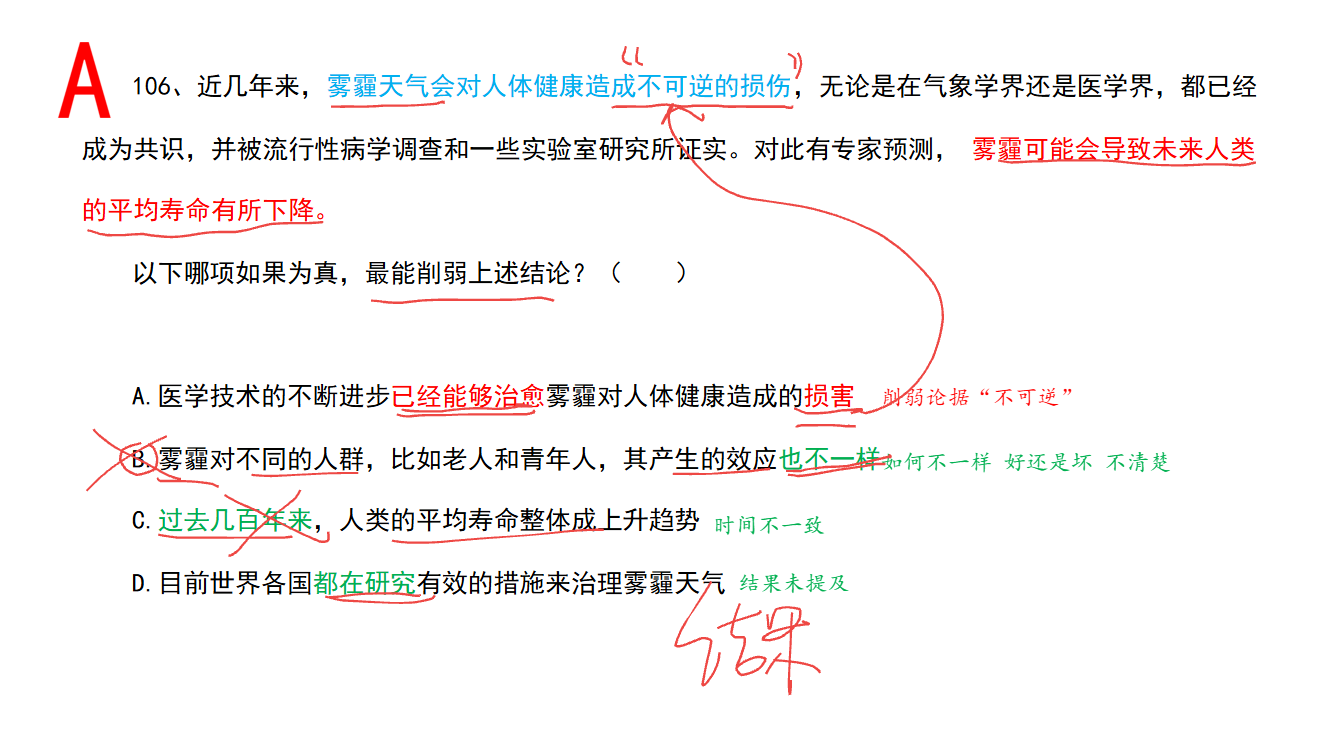 A
106、近几年来，雾霾天气会对人体健康造成不可逆的损伤，无论是在气象学界还是医学界，都已经
成为共识，并被流行性病学调查和一些实验室研究所证实。对此有专家预测， 雾霾可能会导致未来人类
的平均寿命有所下降。
以下哪项如果为真，最能削弱上述结论？（ ）
A.医学技术的不断进步已经能够治愈雾霾对人体健康造成的损害 削弱论据“不可逆”
B.雾霾对不同的人群，比如老人和青年人，其产生的效应也不一样 如何不一样 好还是坏 不清楚
C.过去几百年来，人类的平均寿命整体成上升趋势 时间不一致
D.目前世界各国都在研究有效的措施来治理雾霾天气 结果未提及
结果